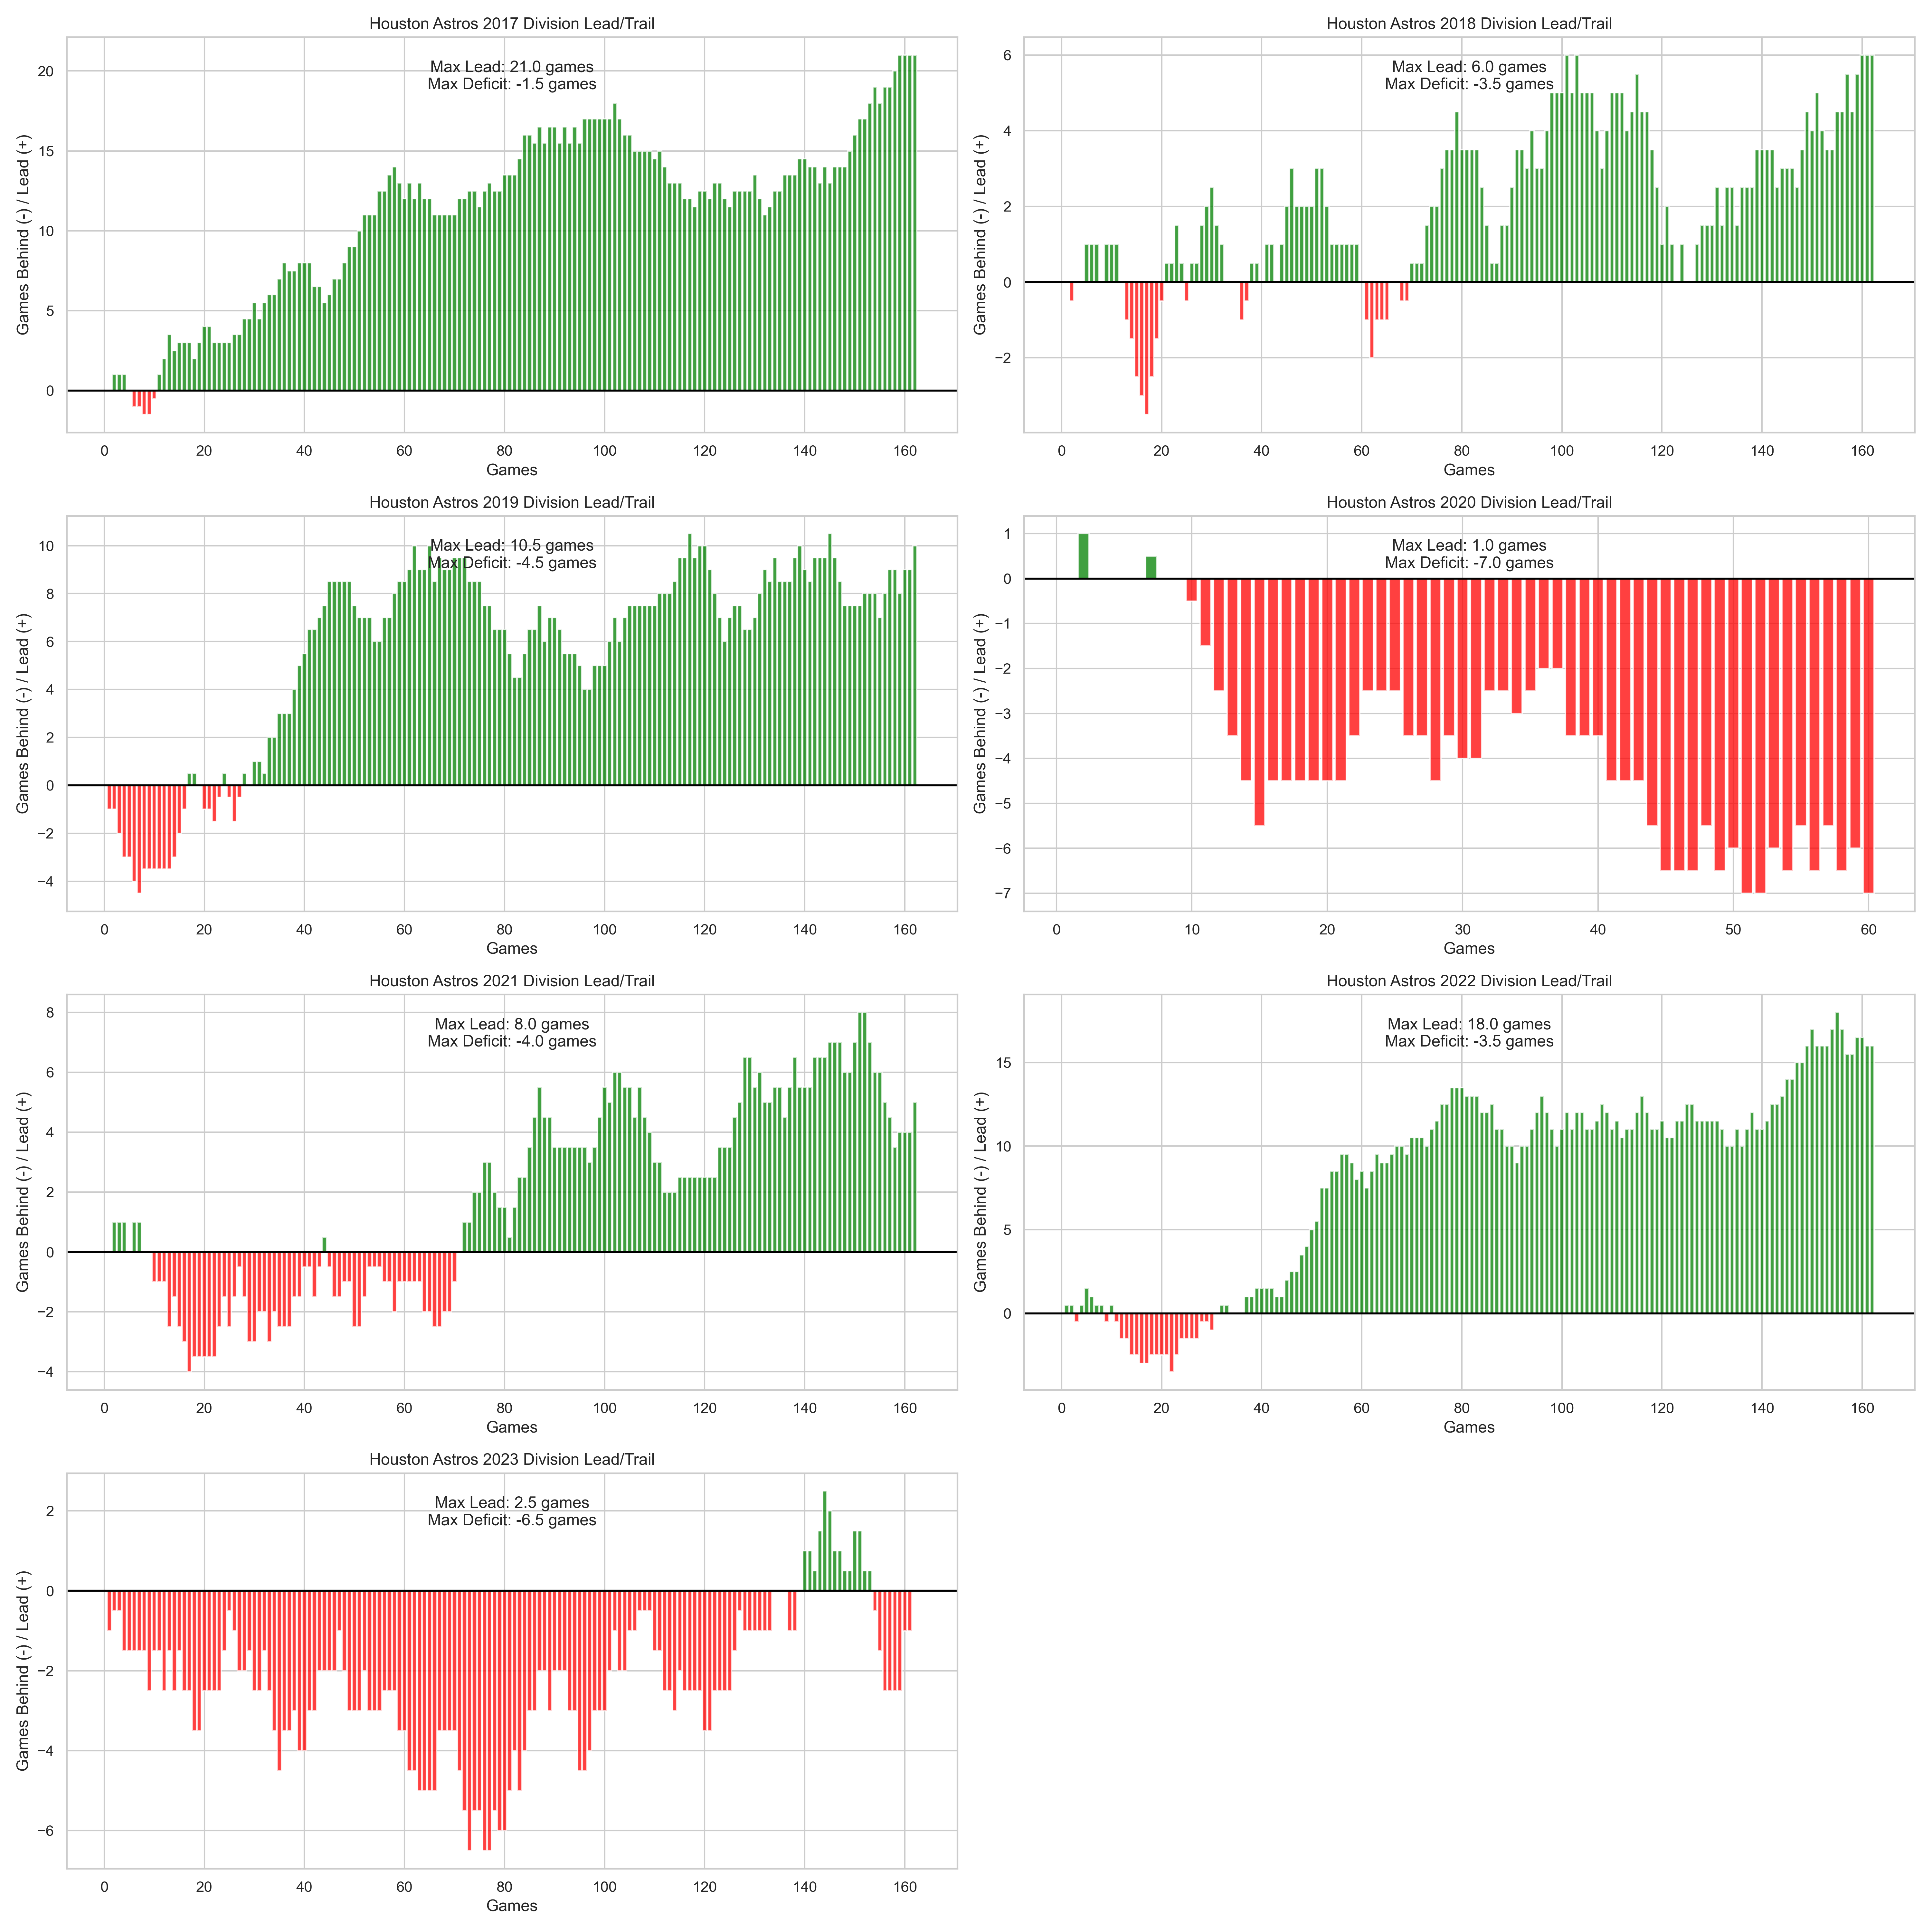 Houston Astros 2017 Division Lead/Trail
Max Lead: 21.0 games
Max Deficit: -1.5 games
Games Behind (-) / Lead (+)
20
15
10
5
0
0 20 40 60 80 100 120 140 160
Games
Houston Astros 2018 Division Lead/Trail
Max Lead: 6.0 games
Max Deficit: -3.5 games
Games Behind (-) / Lead (+)
6
4
2
0
−2
0 20 40 60 80 100 120 140 160
Games
Houston Astros 2019 Division Lead/Trail
Max Lead: 10.5 games
Max Deficit: -4.5 games
Games Behind (-) / Lead (+)
10
8
6
4
2
0
−2
−4
0 20 40 60 80 100 120 140 160
Games
Houston Astros 2020 Division Lead/Trail
Max Lead: 1.0 games
Max Deficit: -7.0 games
Games Behind (-) / Lead (+)
1
0
−1
−2
−3
−4
−5
−6
−7
0 10 20 30 40 50 60
Games
Houston Astros 2021 Division Lead/Trail
Max Lead: 8.0 games
Max Deficit: -4.0 games
Games Behind (-) / Lead (+)
8
6
4
2
0
−2
−4
0 20 40 60 80 100 120 140 160
Games
Houston Astros 2022 Division Lead/Trail
Max Lead: 18.0 games
Max Deficit: -3.5 games
Games Behind (-) / Lead (+)
15
10
5
0
0 20 40 60 80 100 120 140 160
Games
Houston Astros 2023 Division Lead/Trail
Max Lead: 2.5 games
Max Deficit: -6.5 games
Games Behind (-) / Lead (+)
2
0
−2
−4
−6
0 20 40 60 80 100 120 140 160
Games